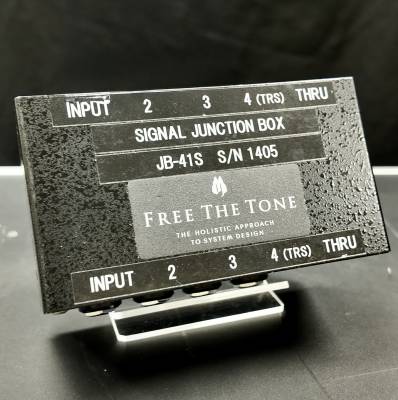 INPUT 2 3 4 (TRS) THRU
SIGNAL JUNCTION BOX
JB-41S S/N 1405
FREE THE TONE
THE HOLISTIC APPROACH
TO SYSTEM DESIGN
INPUT 2 3 4 (TRS) THRU